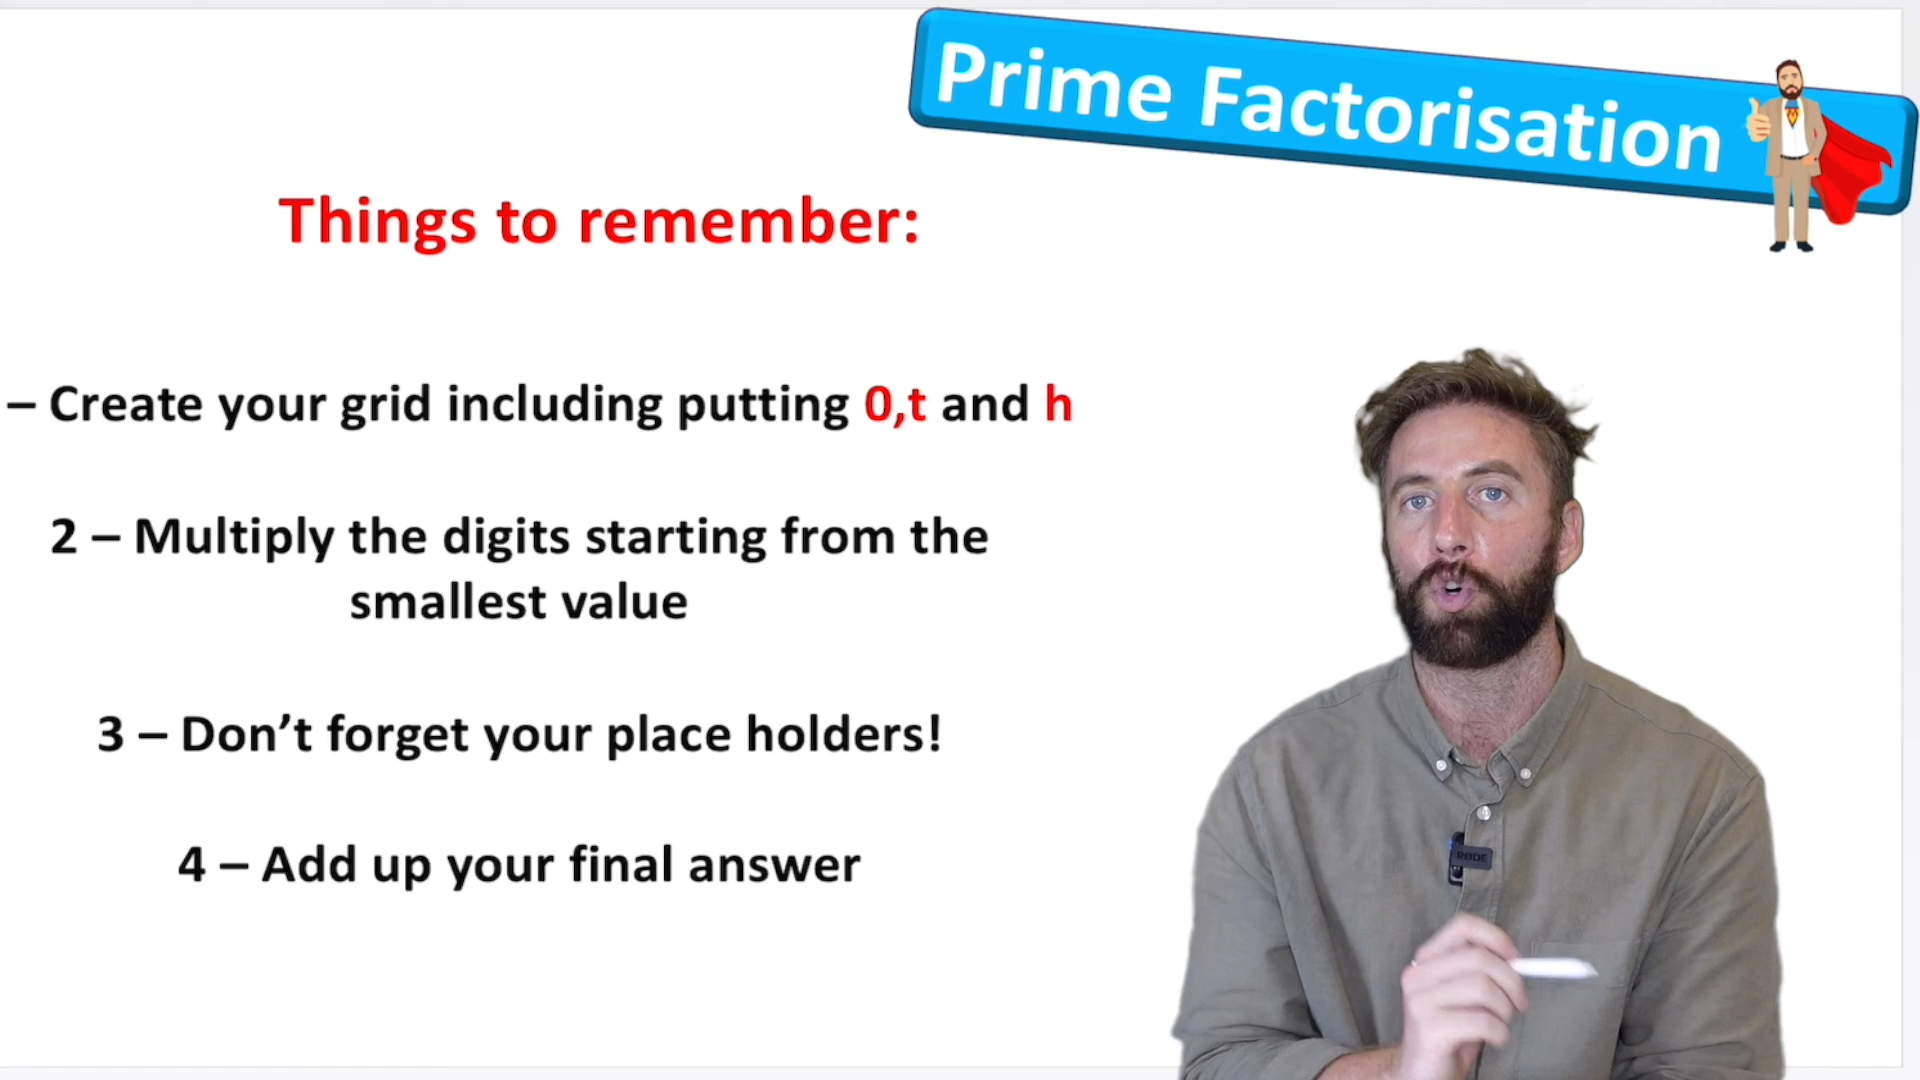 Prime Factorisation
Things to remember:
– Create your grid including putting 0,t and h
2 – Multiply the digits starting from the
smallest value
3 – Don’t forget your place holders!
4 – Add up your final answer
RØDE